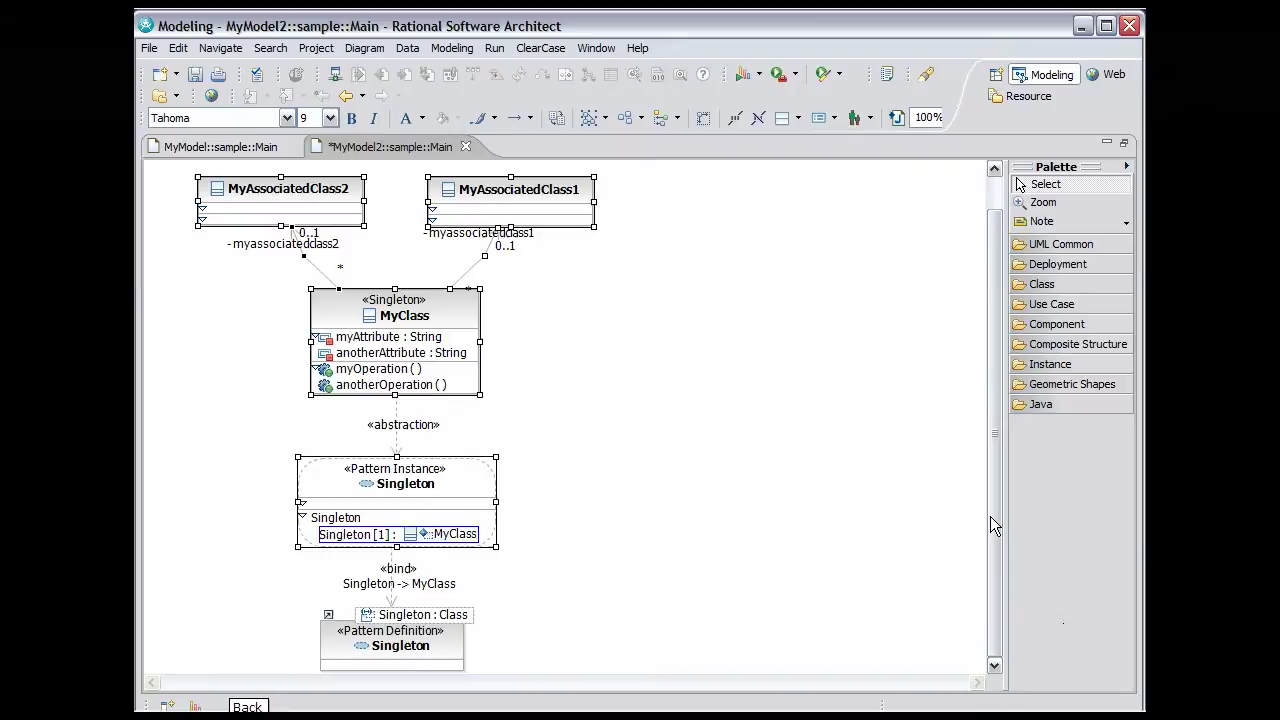 Modeling - MyModel2::sample::Main - Rational Software Architect
File Edit Navigate Search Project Diagram Data Modeling Run ClearCase Window Help
Modeling Web
Resource
Tahoma 9 B I A 100%
MyModel::sample::Main *MyModel2::sample::Main
Palette
Select
Zoom
Note
UML Common
Deployment
Class
Use Case
Component
Composite Structure
Instance
Geometric Shapes
Java
MyAssociatedClass2 MyAssociatedClass1
0..1
- myassociatedclass2
- myassociatedclass1
0..1
*
*
«Singleton»
MyClass
myAttribute : String
anotherAttribute : String
myOperation ( )
anotherOperation ( )
«abstraction»
«Pattern Instance»
Singleton
Singleton
Singleton [1] : MyClass
«bind»
Singleton -> MyClass
Singleton : Class
«Pattern Definition»
Singleton
Back